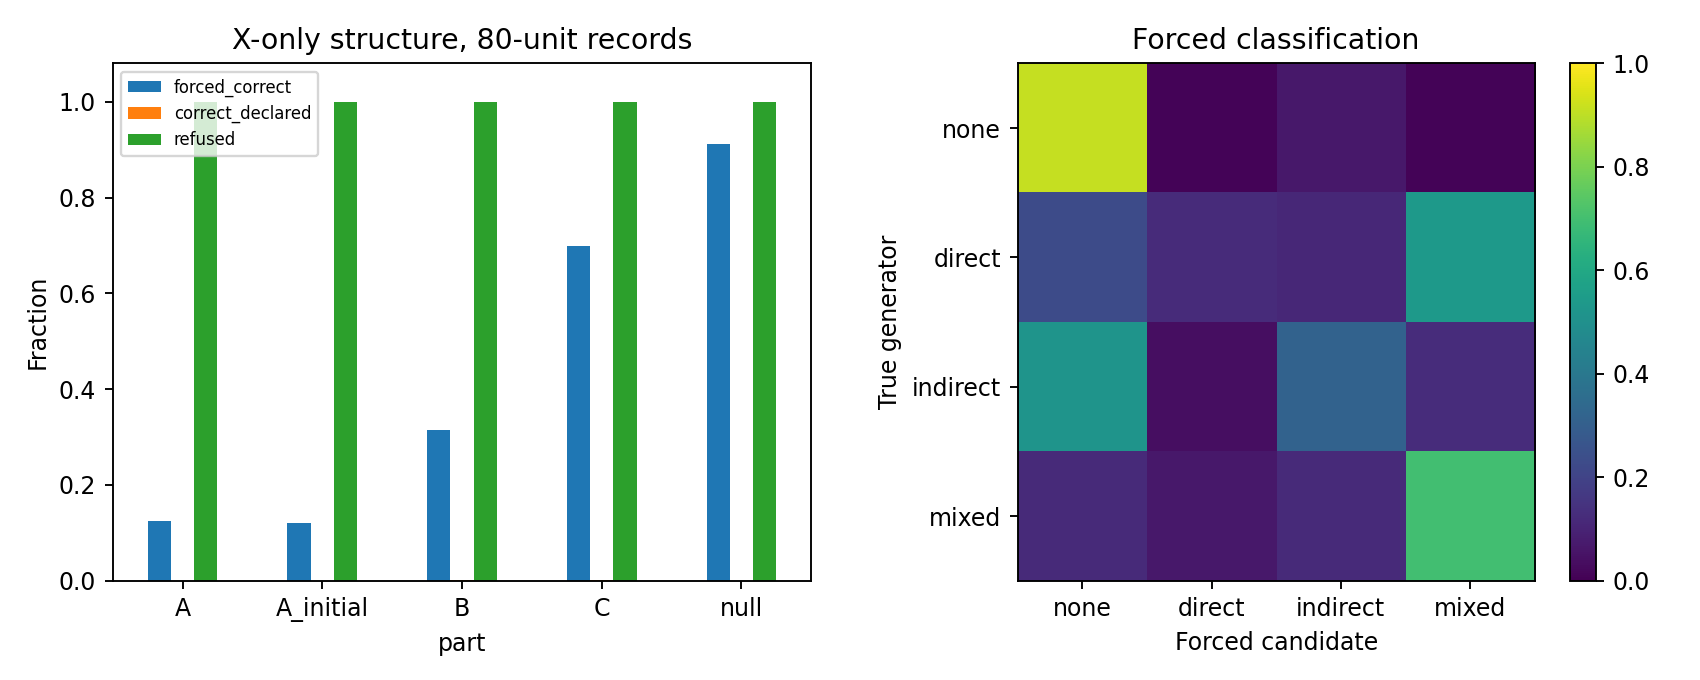 X-only structure, 80-unit records
forced_correct
correct_declared
refused
Fraction
1.0
0.8
0.6
0.4
0.2
0.0
A
A_initial
B
C
null
part
Forced classification
True generator
none
direct
indirect
mixed
none
direct
indirect
mixed
Forced candidate
1.0
0.8
0.6
0.4
0.2
0.0